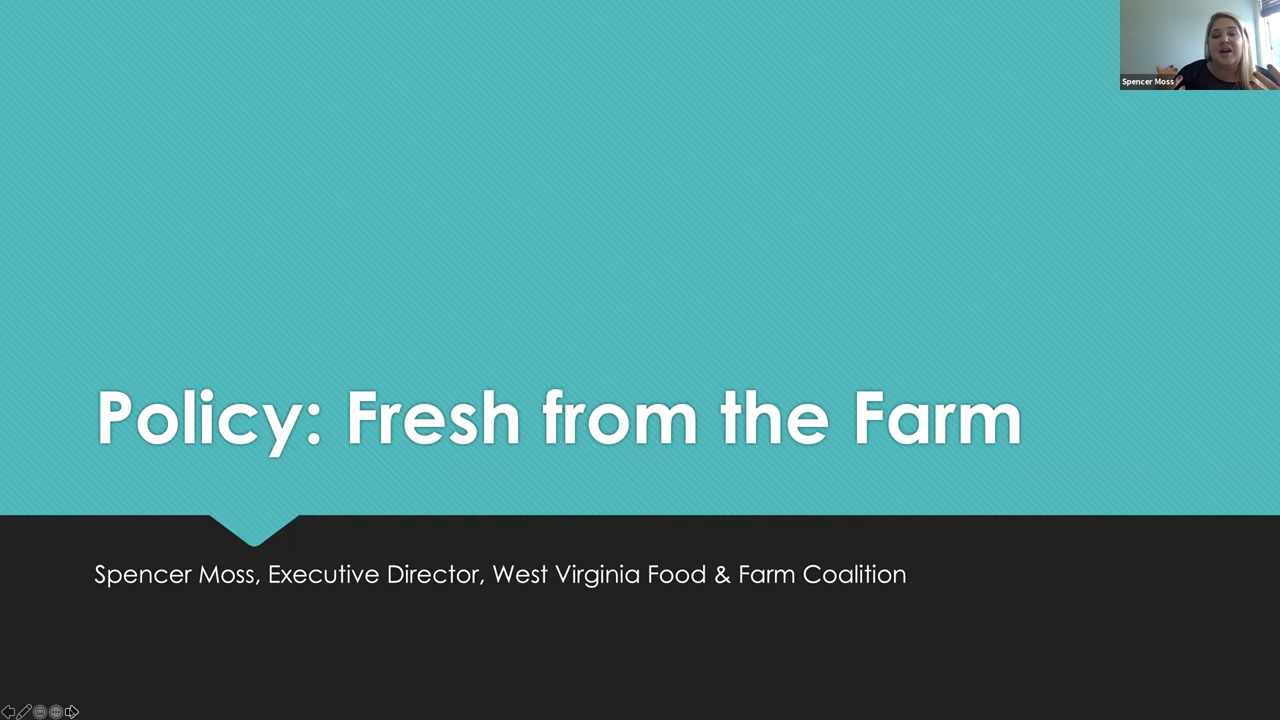 Spencer Moss
Policy: Fresh from the Farm
Spencer Moss, Executive Director, West Virginia Food & Farm Coalition